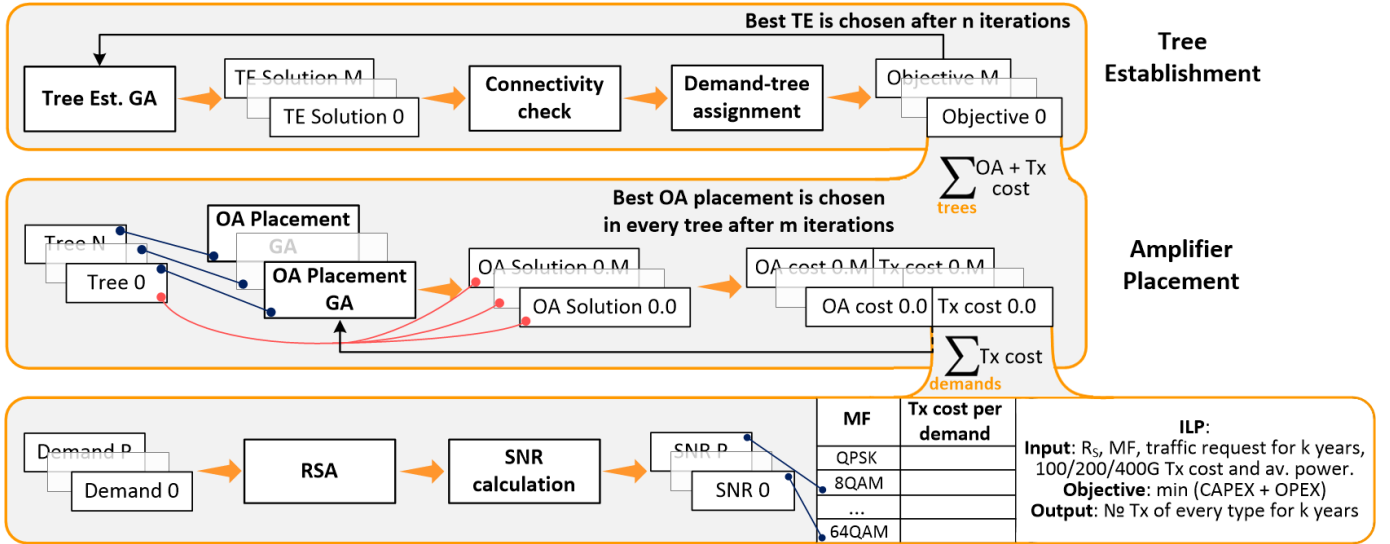 Best TE is chosen after n iterations
Tree
Establishment
Tree Est. GA
TE Solution M
TE Solution 0
Connectivity
check
Demand-tree
assignment
Objective M
Objective 0
∑ OA + Tx
cost
trees
Best OA placement is chosen
in every tree after m iterations
Amplifier
Placement
Tree N
Tree 0
OA Placement
GA
OA Placement
GA
OA Solution 0.M
OA Solution 0.0
OA cost 0.M Tx cost 0.M
OA cost 0.0 Tx cost 0.0
∑ Tx cost
demands
Demand P
Demand 0
RSA
SNR
calculation
SNR P
SNR 0
MF Tx cost per
demand
QPSK
8QAM
...
64QAM
ILP:
Input: Rₛ, MF, traffic request for k years,
100/200/400G Tx cost and av. power.
Objective: min (CAPEX + OPEX)
Output: № Tx of every type for k years